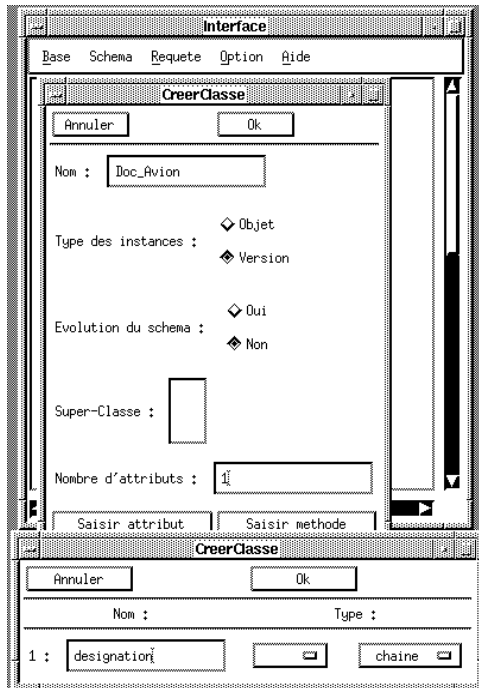 Interface
Base Schema Requete Option Aide
CreerClasse
Annuler Ok
Nom : Doc_Avion
Type des instances : Objet
Version
Evolution du schema : Oui
Non
Super-Classe :
Nombre d'attributs : 1
Saisir attribut Saisir methode
CreerClasse
Annuler Ok
Nom : Type :
1 : designation chaine